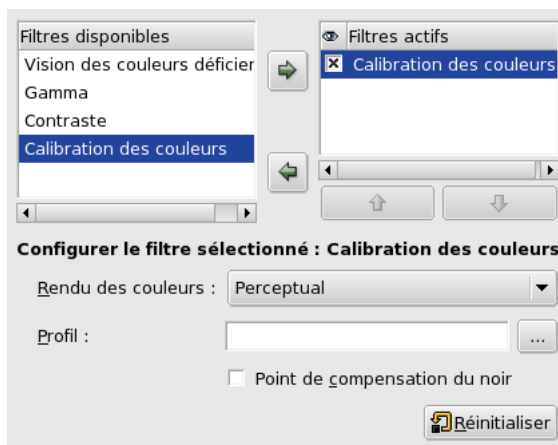 Filtres disponibles
Vision des couleurs déficien
Gamma
Contraste
Calibration des couleurs
Filtres actifs
Calibration des couleurs
Configurer le filtre sélectionné : Calibration des couleurs
Rendu des couleurs :
Perceptual
Profil :
...
Point de compensation du noir
Réinitialiser